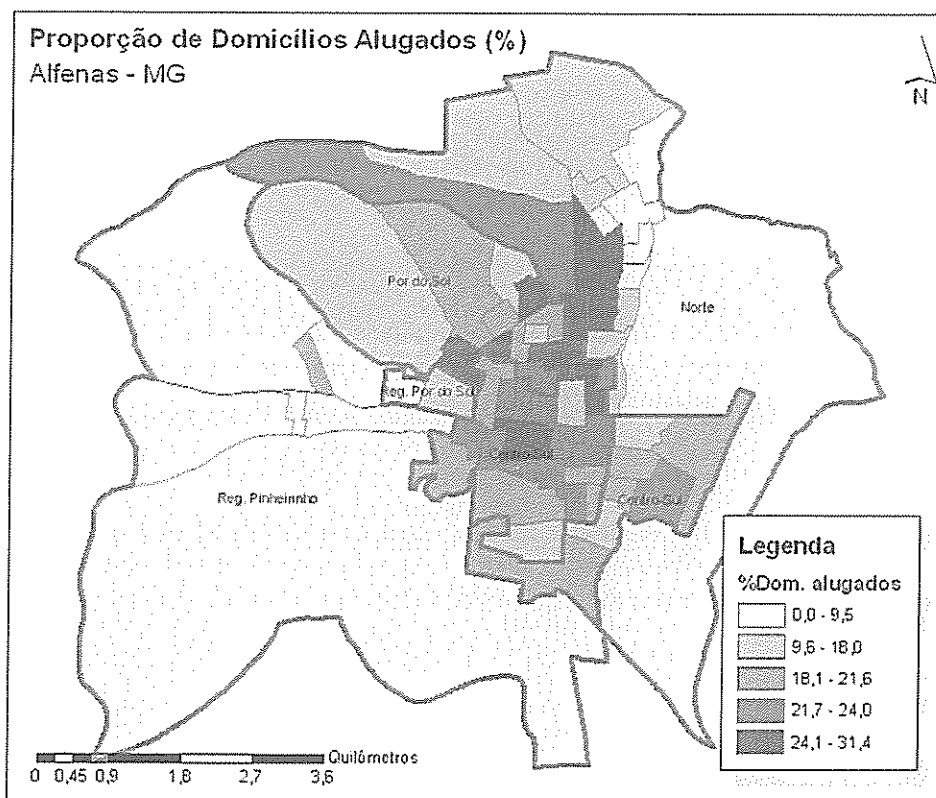 Proporção de Domicílios Alugados (%)
Alfenas - MG
N
Por do Sol
Norte
Reg. Por do Sol
Centro Sul
Reg. Pinheirinho
Centro Sul
Legenda
%Dom. alugados
0,0 - 9,5
9,6 - 18,0
18,1 - 21,6
21,7 - 24,0
24,1 - 31,4
Quilômetros
0 0,45 0,9 1,8 2,7 3,6